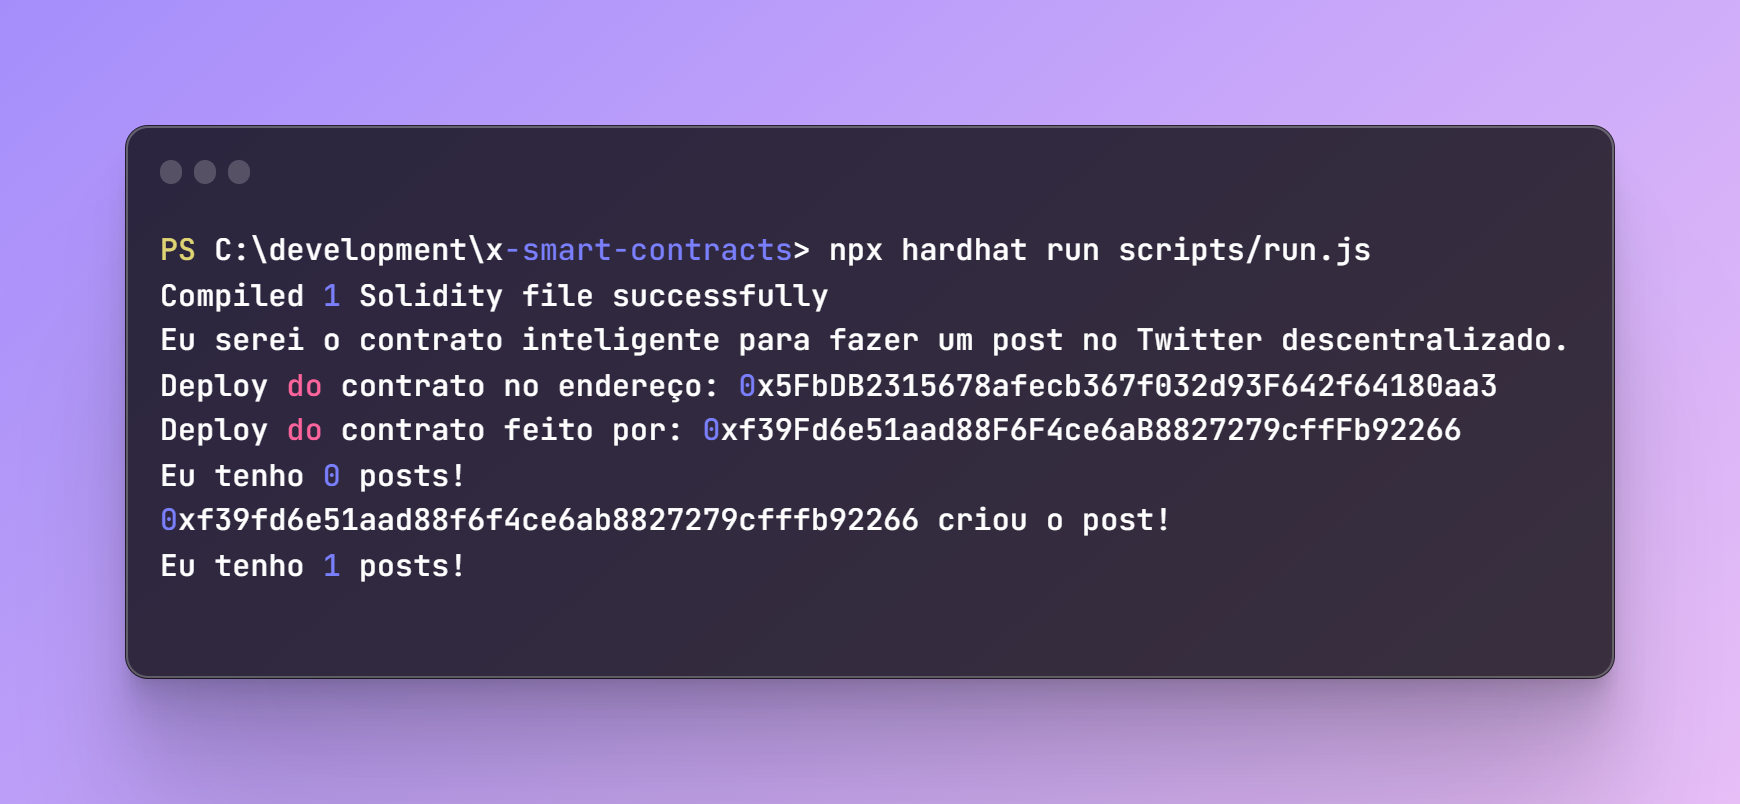 PS C:\development\x-smart-contracts> npx hardhat run scripts/run.js
Compiled 1 Solidity file successfully
Eu serei o contrato inteligente para fazer um post no Twitter descentralizado.
Deploy do contrato no endereço: 0x5FbDB2315678afecb367f032d93F642f64180aa3
Deploy do contrato feito por: 0xf39Fd6e51aad88F6F4ce6aB8827279cffFb92266
Eu tenho 0 posts!
0xf39fd6e51aad88f6f4ce6ab8827279cfffb92266 criou o post!
Eu tenho 1 posts!